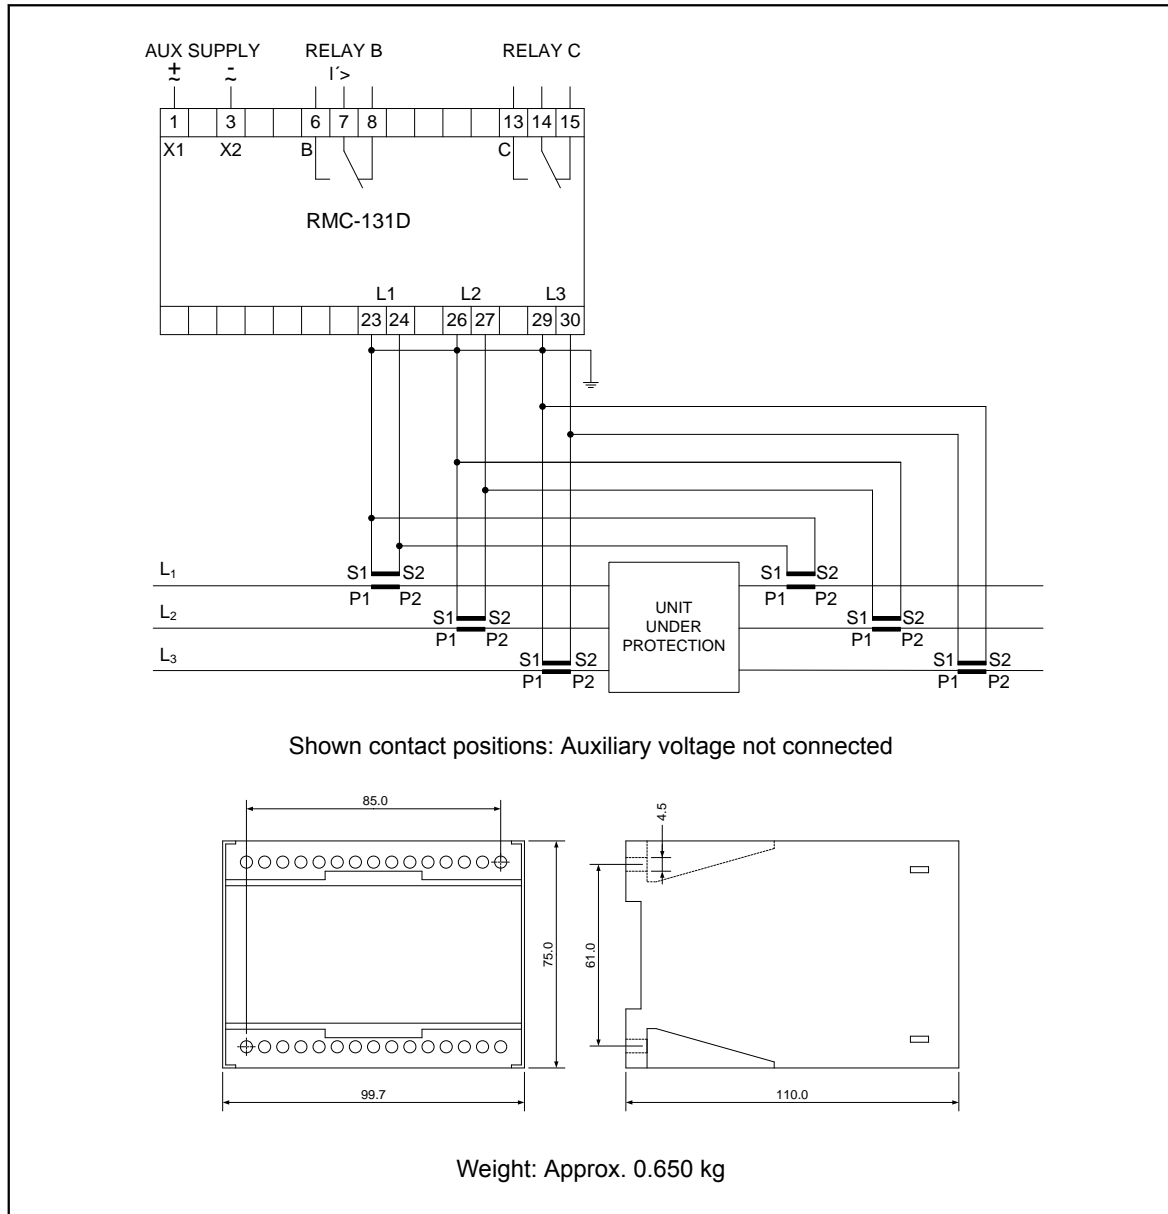 AUX SUPPLY RELAY B RELAY C
+ - I´>
~ ~
1 3 6 7 8 13 14 15
X1 X2 B C
RMC-131D
L1 L2 L3
23 24 26 27 29 30
L1 S1 S2 S1 S2
P1 P2 P1 P2
L2 S1 S2 S1 S2
P1 P2 P1 P2
L3 S1 S2 S1 S2
P1 P2 P1 P2
UNIT
UNDER
PROTECTION
Shown contact positions: Auxiliary voltage not connected
85.0
4.5
75.0
61.0
99.7
110.0
Weight: Approx. 0.650 kg